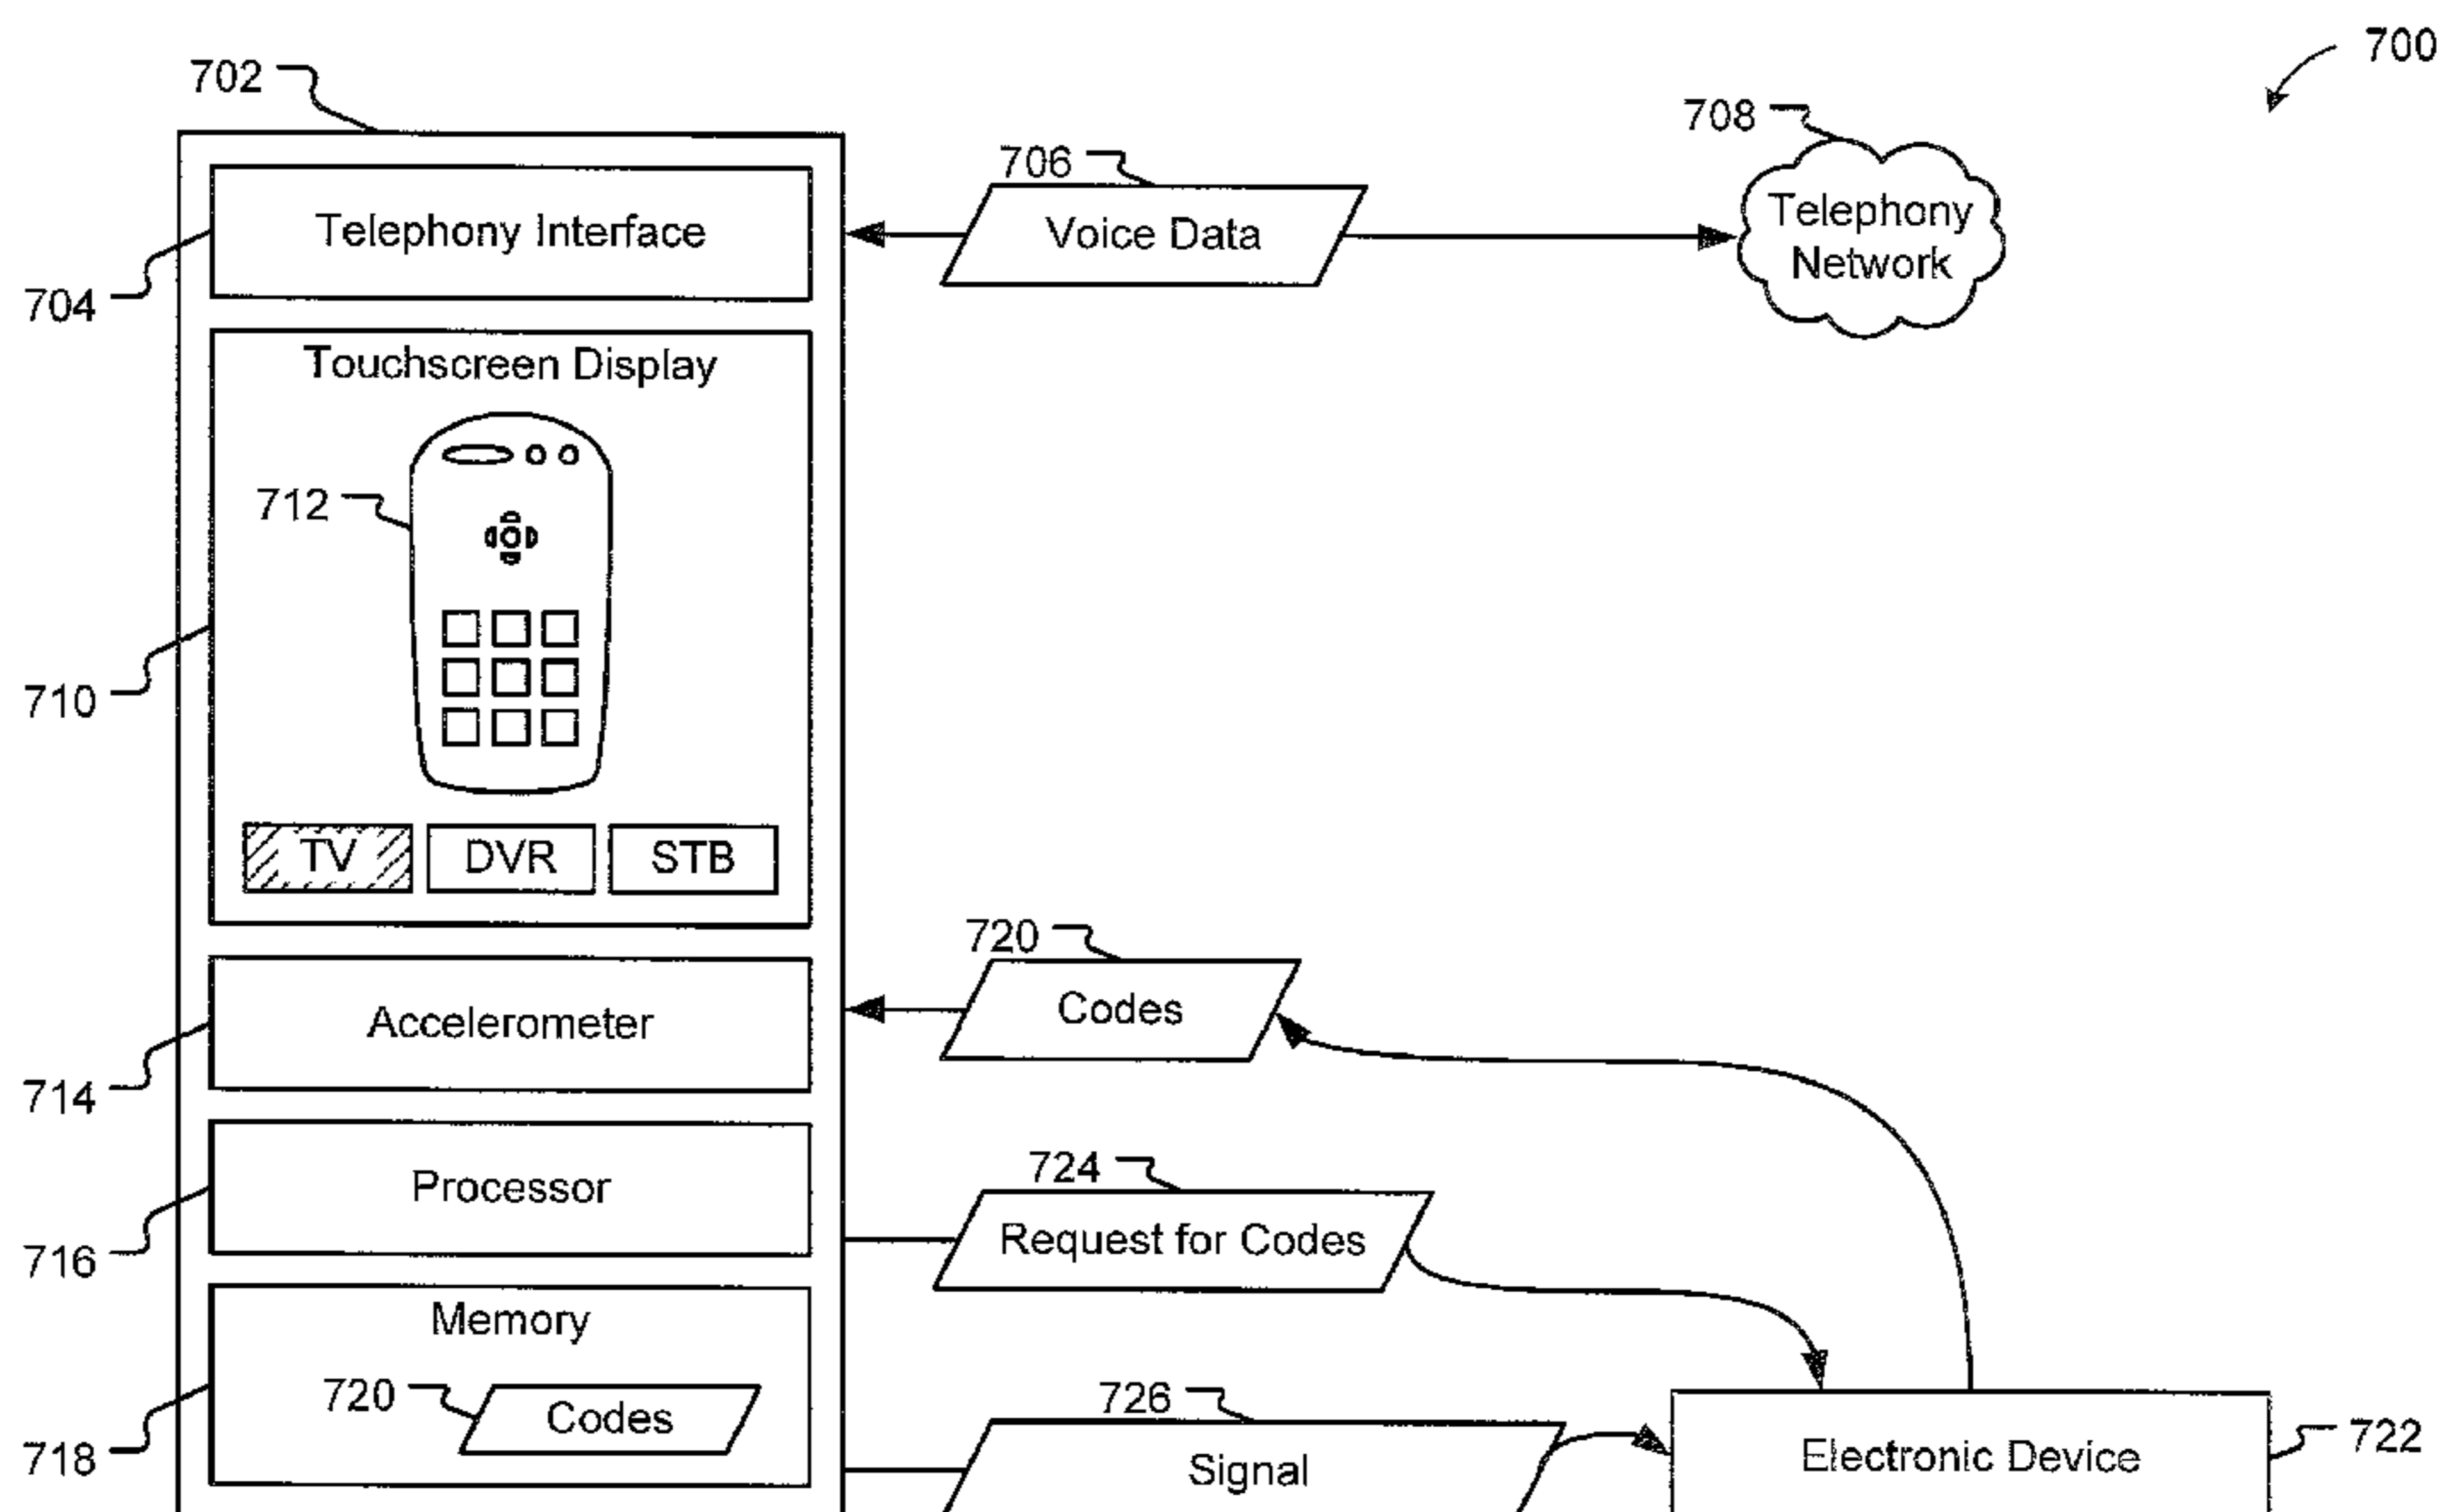 700
702
708
706
Telephony Interface
Voice Data
Telephony
Network
704
Touchscreen Display
712
710
TV DVR STB
720
Accelerometer
Codes
714
724
Processor
Request for Codes
716
Memory
726
720
Codes
722
Electronic Device
718
Signal